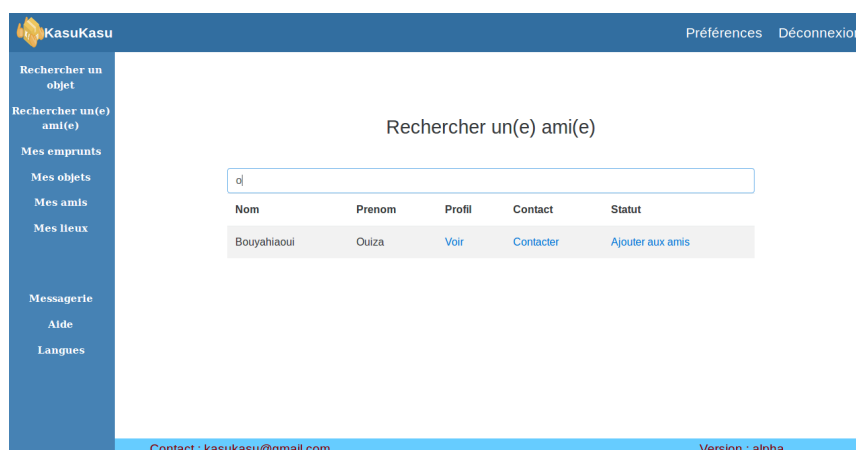 KasuKasu
Préférences Déconnexion
Rechercher un
objet
Rechercher un(e)
ami(e)
Mes emprunts
Mes objets
Mes amis
Mes lieux
Messagerie
Aide
Langues
Rechercher un(e) ami(e)
o
Nom Prenom Profil Contact Statut
Bouyahiaoui Ouiza Voir Contacter Ajouter aux amis
Contact : kasukasu@gmail.com Version : alpha